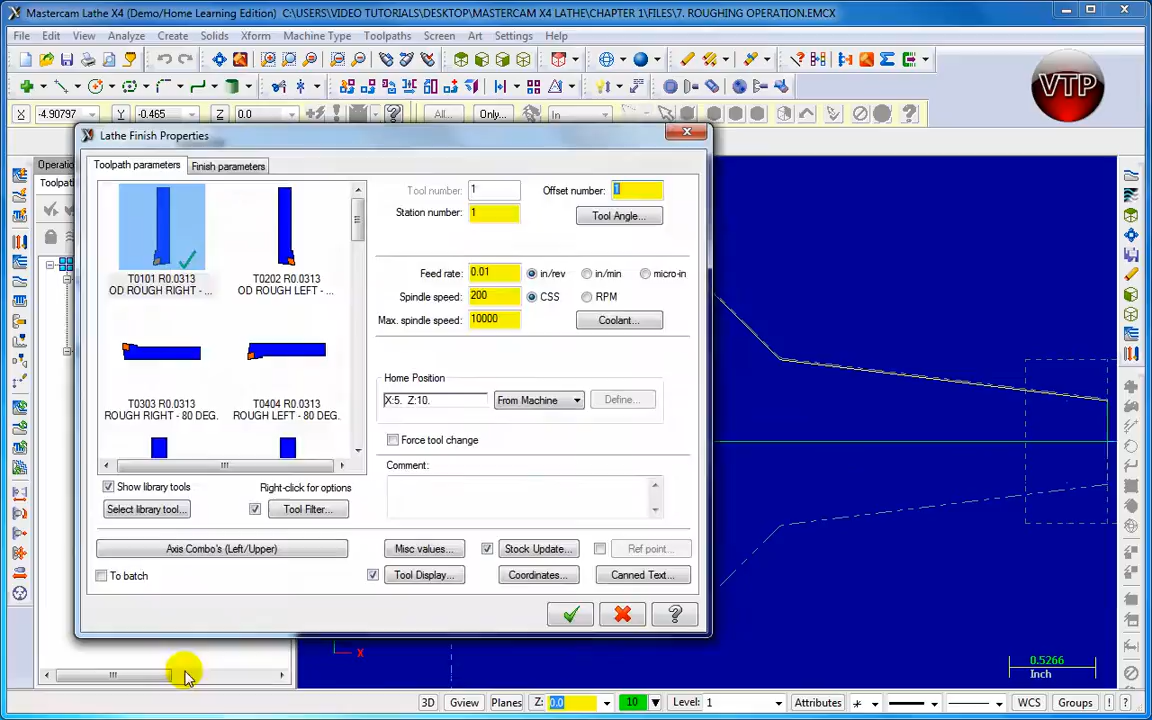 Mastercam Lathe X4 (Demo/Home Learning Edition) C:\USERS\VIDEO TUTORIALS\DESKTOP\MASTERCAM X4 LATHE\CHAPTER 1\FILES\7. ROUGHING OPERATION.EMCX
File Edit View Analyze Create Solids Xform Machine Type Toolpaths Screen Art Settings Help
VTP
X -4.90797 Y -0.465 Z 0.0 All... Only... In
Lathe Finish Properties
Operatio
Toolpath
Toolpath parameters Finish parameters
Tool number: 1 Offset number: 1
Station number: 1 Tool Angle...
T0101 R0.0313 T0202 R0.0313
OD ROUGH RIGHT - ... OD ROUGH LEFT - ...
Feed rate: 0.01 in/rev in/min micro-in
Spindle speed: 200 CSS RPM
Max. spindle speed: 10000 Coolant...
Home Position
X:5. Z:10. From Machine Define...
T0303 R0.0313 T0404 R0.0313
ROUGH RIGHT - 80 DEG. ROUGH LEFT - 80 DEG.
Force tool change
Comment:
Show library tools Right-click for options
Select library tool... Tool Filter...
Axis Combo's (Left/Upper) Misc values... Stock Update... Ref point...
To batch Tool Display... Coordinates... Canned Text...
X
0.5266
Inch
3D Gview Planes Z: 0.0 10 Level: 1 Attributes WCS Groups ! ?